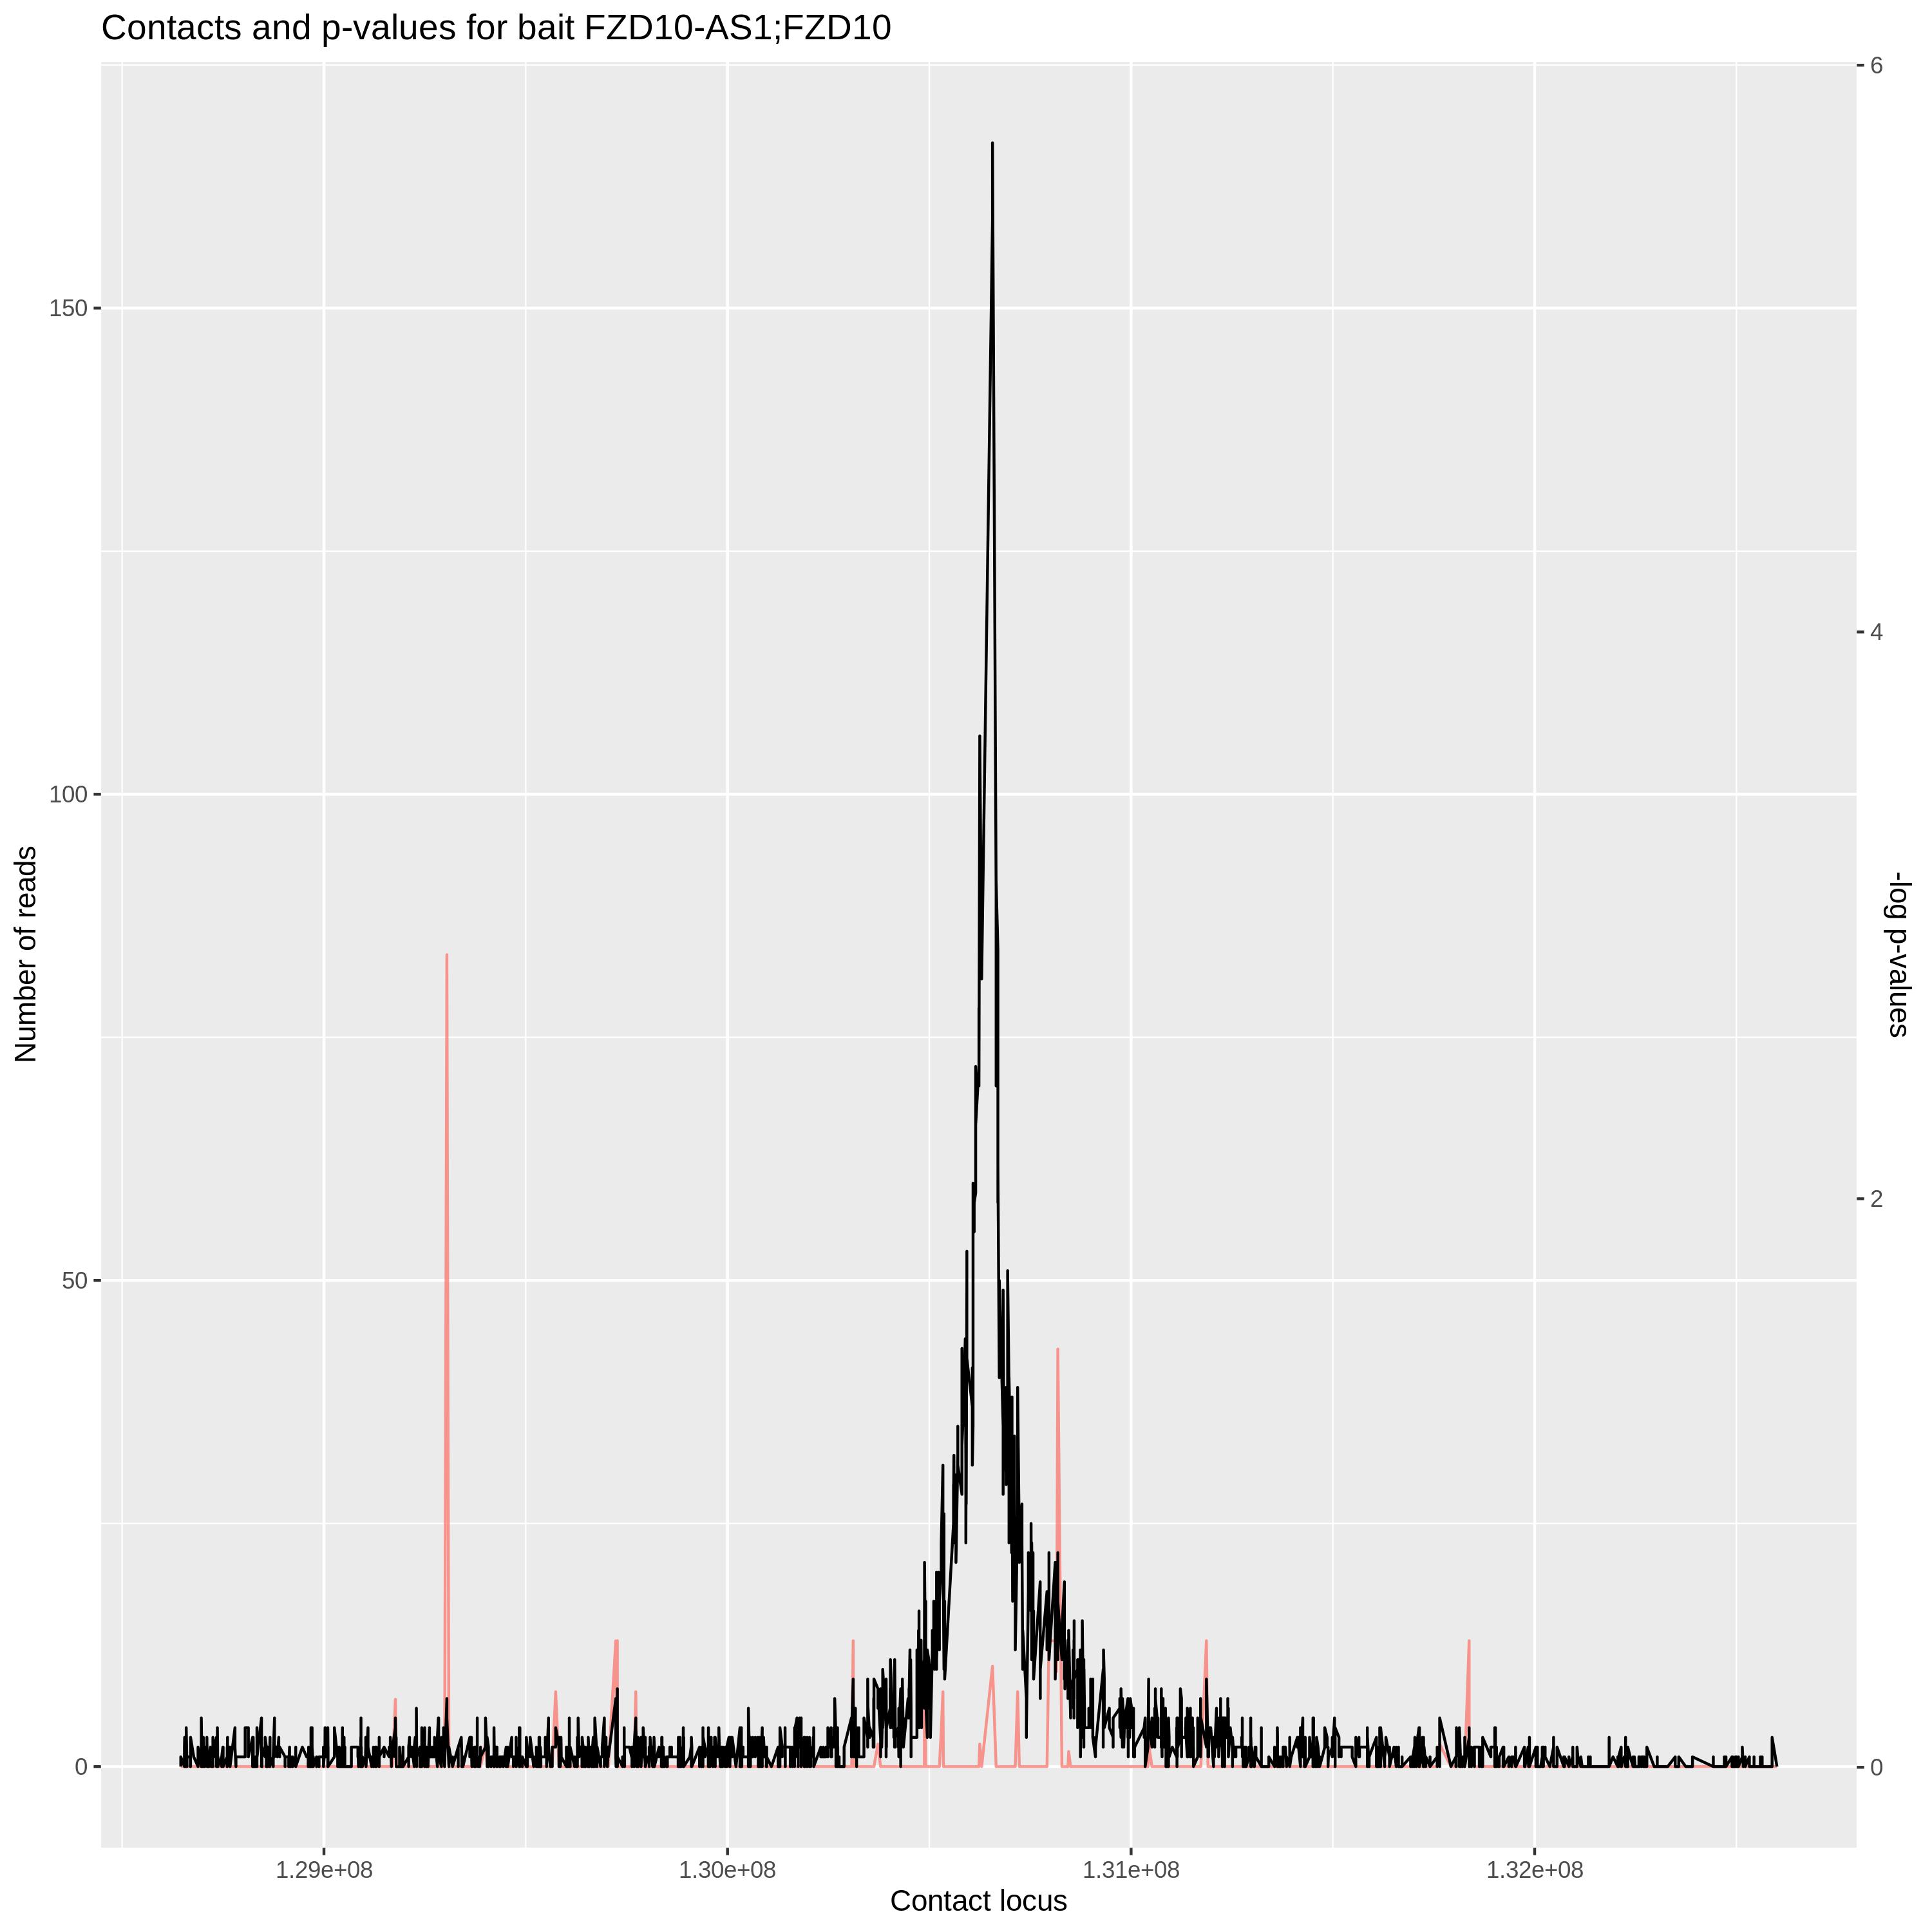 Contacts and p-values for bait FZD10-AS1;FZD10
6
150
4
100
Number of reads
-log p-values
2
50
0
0
1.29e+08
1.30e+08
1.31e+08
1.32e+08
Contact locus